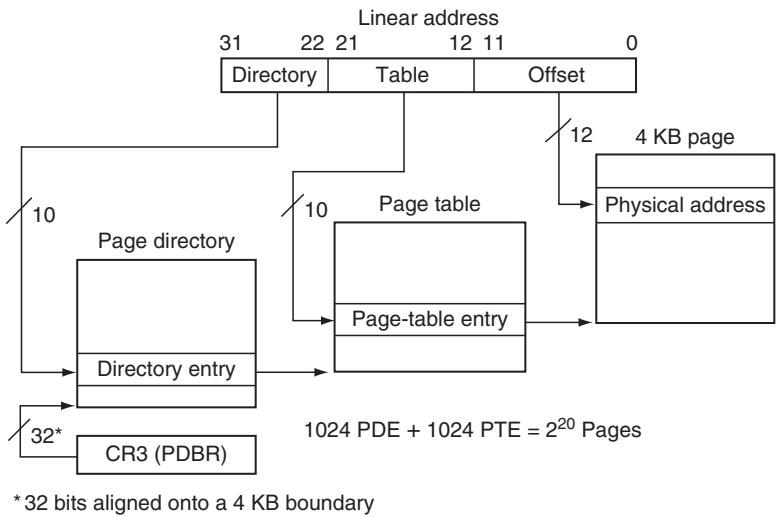 Linear address
31 22 21 12 11 0
Directory Table Offset
12
4 KB page
Physical address
10
10
Page table
Page directory
Page-table entry
Directory entry
32*
CR3 (PDBR)
1024 PDE + 1024 PTE = 2²⁰ Pages
*32 bits aligned onto a 4 KB boundary